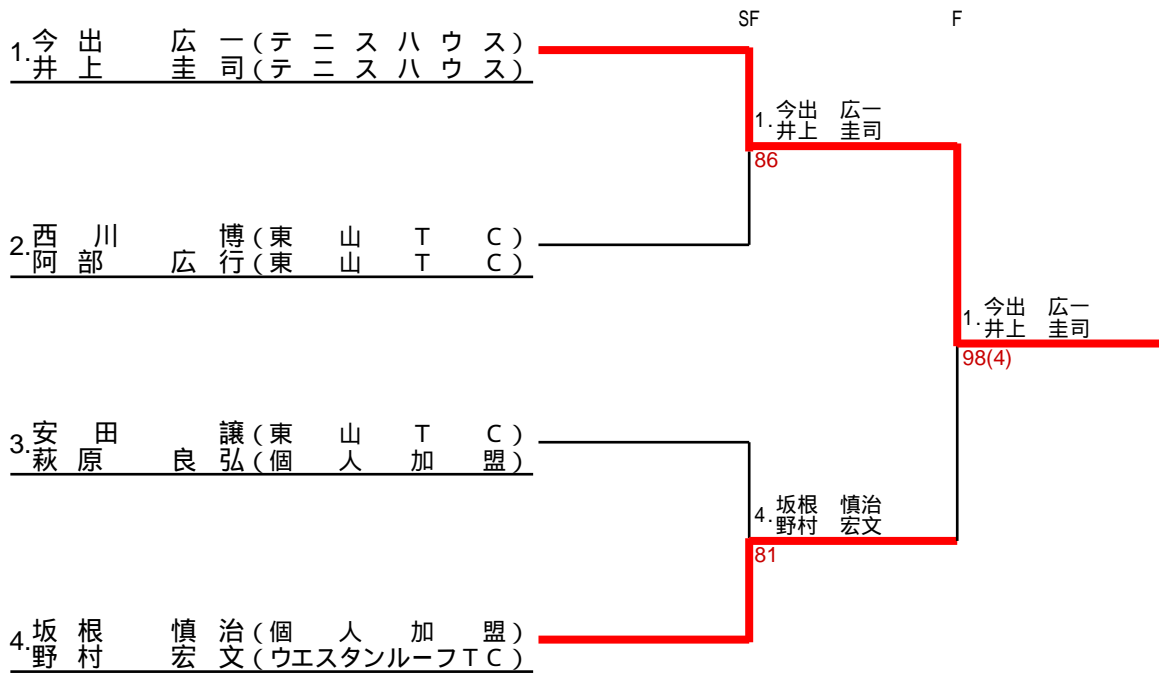 SF F
1. 今出 広一(テニスハウス)
井上 圭司(テニスハウス)
1. 今出 広一
井上 圭司
86
2. 西川 博(東山TC)
阿部 広行(東山TC)
1. 今出 広一
井上 圭司
98(4)
3. 安田 譲(東山TC)
萩原 良弘(個人加盟)
4. 坂根 慎治
野村 宏文
81
4. 坂根 慎治(個人加盟)
野村 宏文(ウエスタンルーフTC)